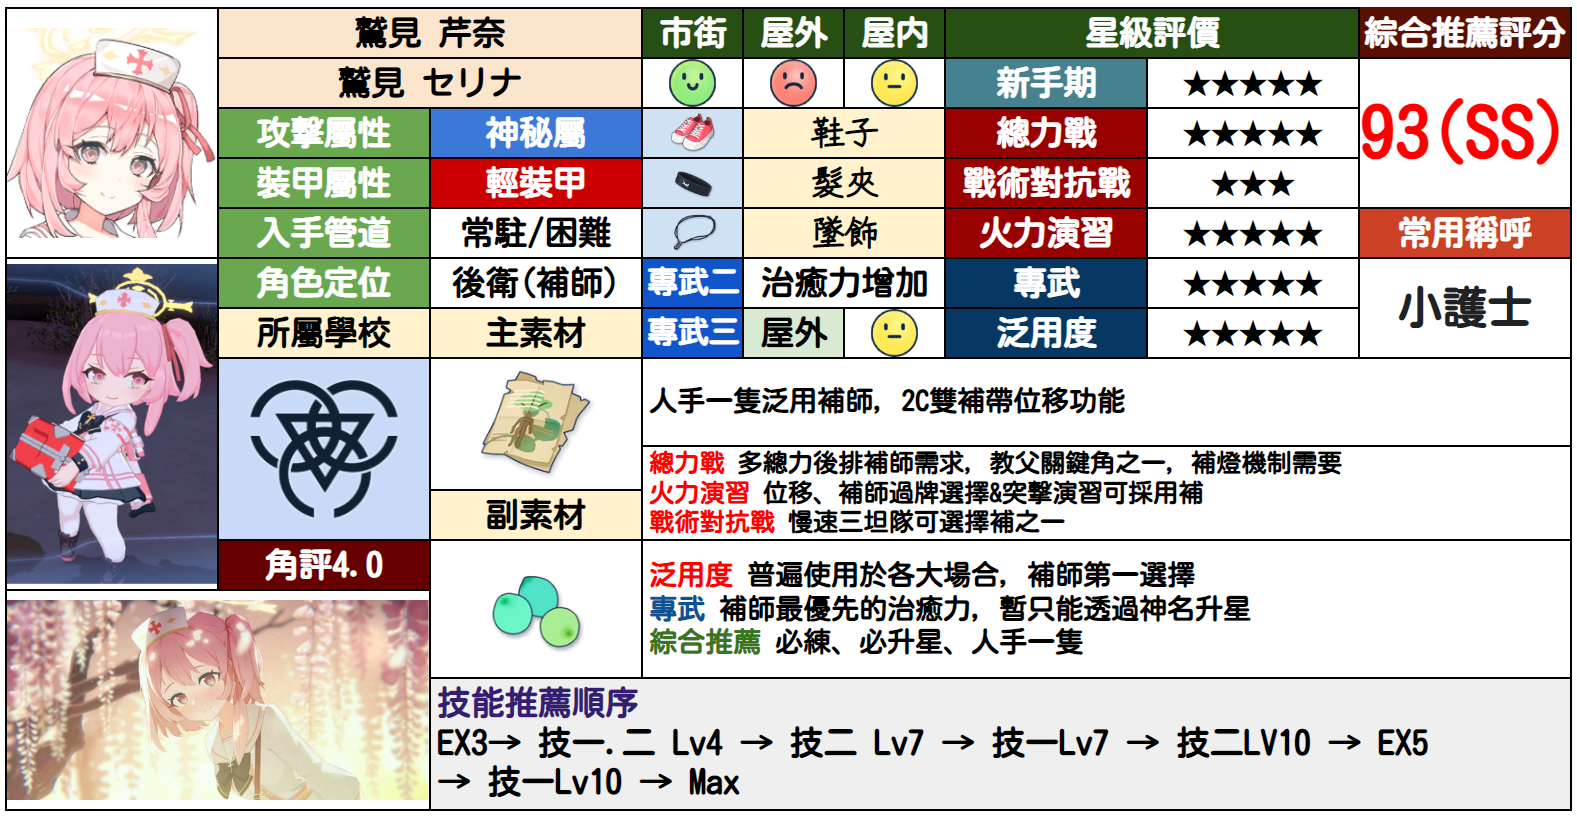 鷲見 芹奈 市街 屋外 屋内 星級評價 綜合推薦評分
鷲見 セリナ 新手期 ★★★★★ 93(SS)
攻擊屬性 神秘屬 鞋子 總力戰 ★★★★★
裝甲屬性 輕裝甲 髮夾 戰術對抗戰 ★★★
入手管道 常駐/困難 墜飾 火力演習 ★★★★★ 常用稱呼
角色定位 後衛(補師) 專武二 治癒力增加 專武 ★★★★★ 小護士
所屬學校 主素材 專武三 屋外 泛用度 ★★★★★
人手一隻泛用補師, 2C雙補帶位移功能
總力戰 多總力後排補師需求, 教父關鍵角之一, 補燈機制需要
火力演習 位移、補師過牌選擇&突擊演習可採用補
戰術對抗戰 慢速三坦隊可選擇補之一
副素材
角評4.0
泛用度 普遍使用於各大場合, 補師第一選擇
專武 補師最優先的治癒力, 暫只能透過神名升星
綜合推薦 必練、必升星、人手一隻
技能推薦順序
EX3→ 技一.二 Lv4 → 技二 Lv7 → 技一Lv7 → 技二LV10 → EX5
→ 技一Lv10 → Max